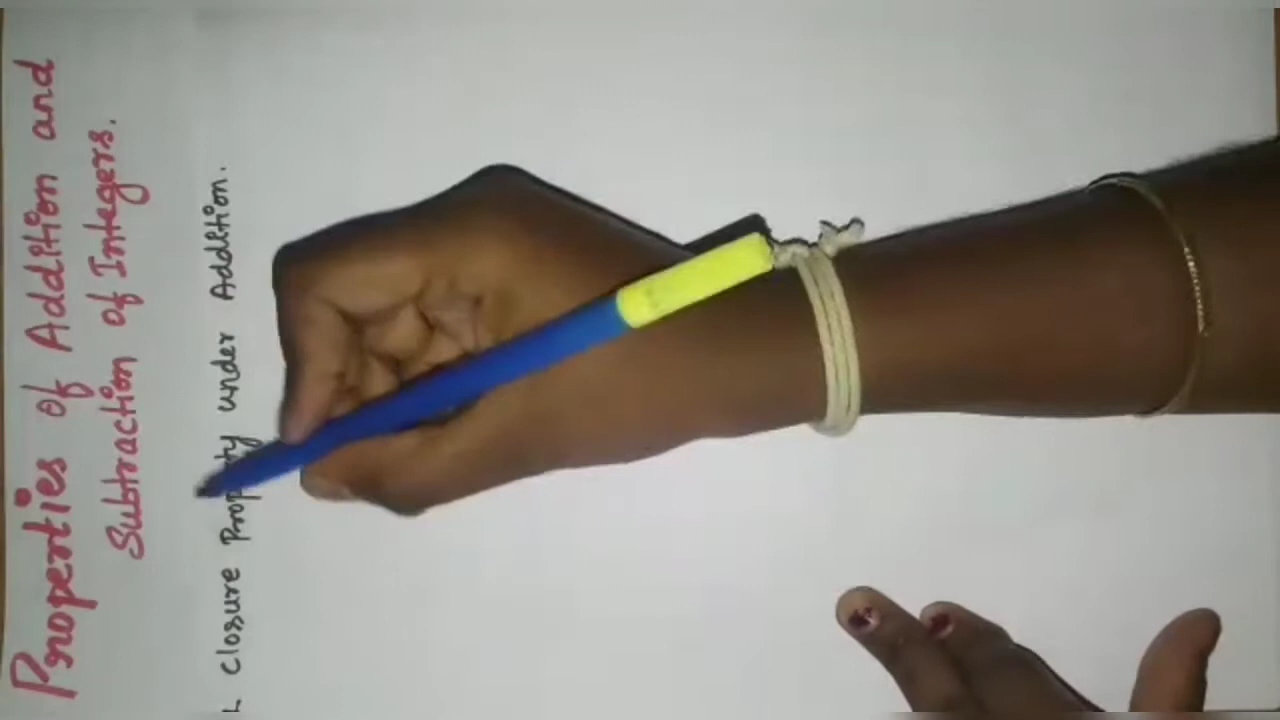 Properties of Addition and
Subtraction of Integers.
Closure Property under Addition.